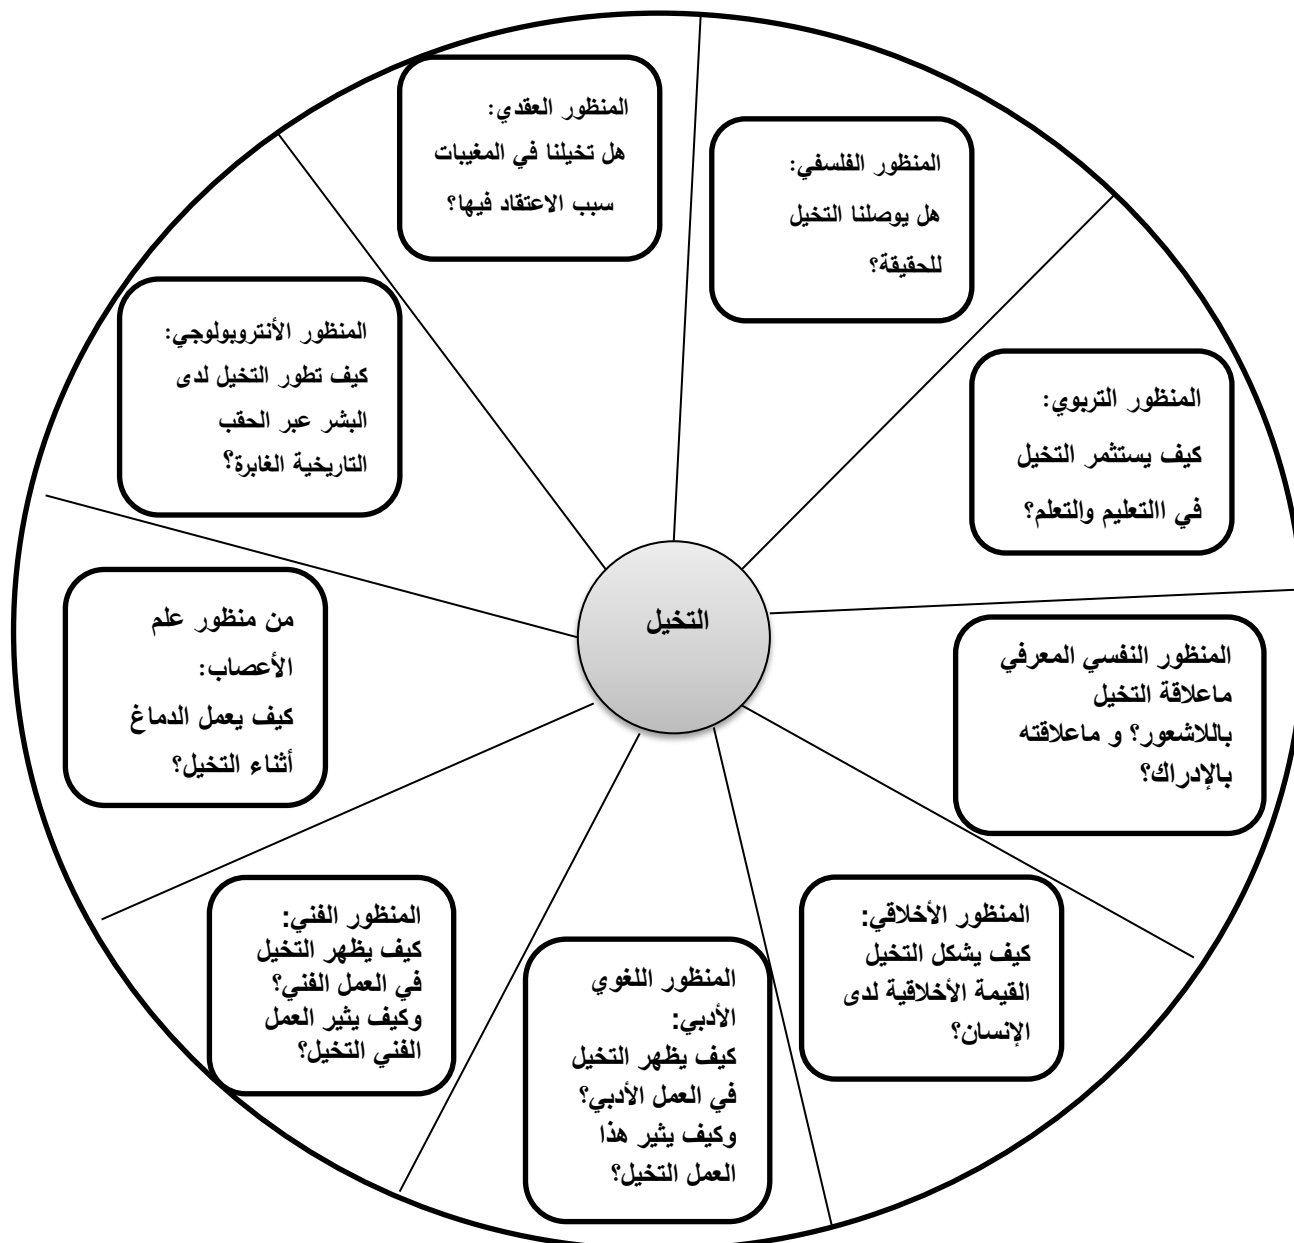 المنظور العقدي:
هل تخيلنا في المغيبات
سبب الاعتقاد فيها؟
المنظور الفلسفي:
هل يوصلنا التخيل
للحقيقة؟
المنظور التربوي:
كيف يستثمر التخيل
في االتعليم والتعلم؟
المنظور النفسي المعرفي
ماعلاقة التخيل
باللاشعور؟ و ماعلاقته
بالإدراك؟
المنظور الأخلاقي:
كيف يشكل التخيل
القيمة الأخلاقية لدى
الإنسان؟
المنظور اللغوي
الأدبي:
كيف يظهر التخيل
في العمل الأدبي؟
وكيف يثير هذا
العمل التخيل؟
المنظور الفني:
كيف يظهر التخيل
في العمل الفني؟
وكيف يثير العمل
الفني التخيل؟
من منظور علم
الأعصاب:
كيف يعمل الدماغ
أثناء التخيل؟
المنظور الأنتروبولوجي:
كيف تطور التخيل لدى
البشر عبر الحقب
التاريخية الغابرة؟
التخيل